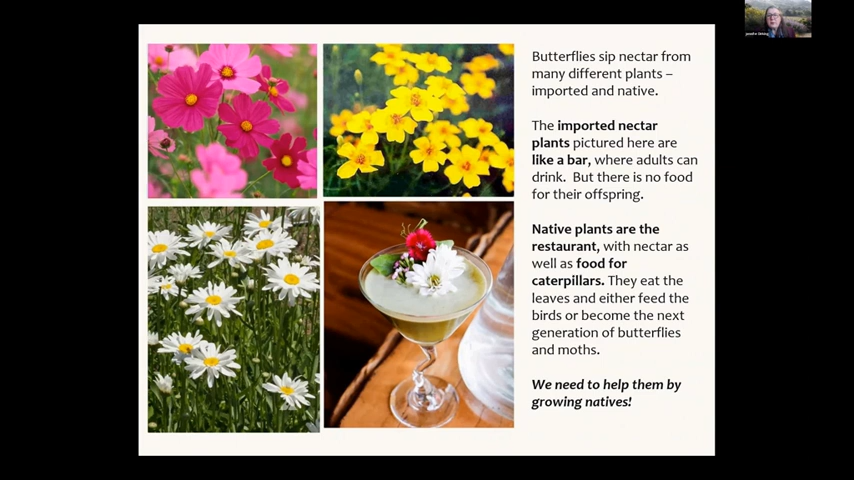 Butterflies sip nectar from
many different plants –
imported and native.
The imported nectar
plants pictured here are
like a bar, where adults can
drink.  But there is no food
for their offspring.
Native plants are the
restaurant, with nectar as
well as food for
caterpillars. They eat the
leaves and either feed the
birds or become the next
generation of butterflies
and moths.
We need to help them by
growing natives!